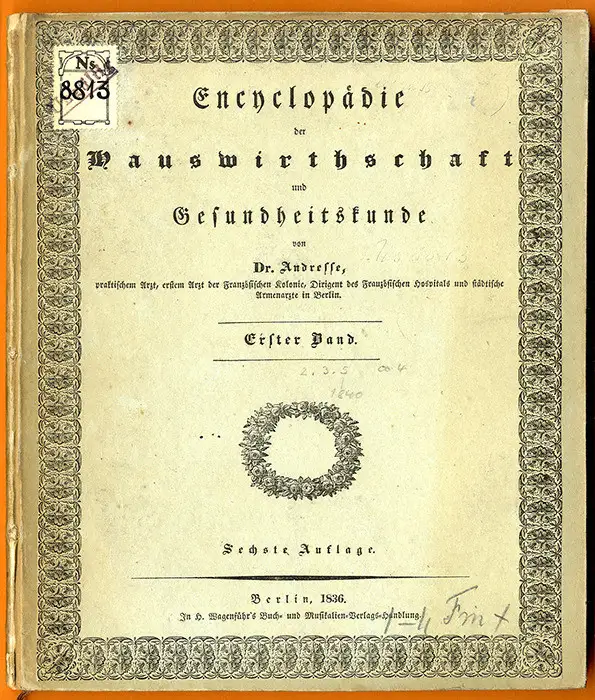 Ns.
8813
Encyclopädie
der
Hauswirthschaft
und
Gesundheitskunde
von
Dr. Andresse,
praktischem Arzt, erstem Arzt der Französischen Kolonie, Dirigent des Französischen Hospitals und städtische
Armenarzte in Berlin.
Erster Band.
2. 3. 5
1840
Sechste Auflage.
Berlin, 1836.
In H. Wagenführ's Buch- und Musikalien-Verlags-Handlung.